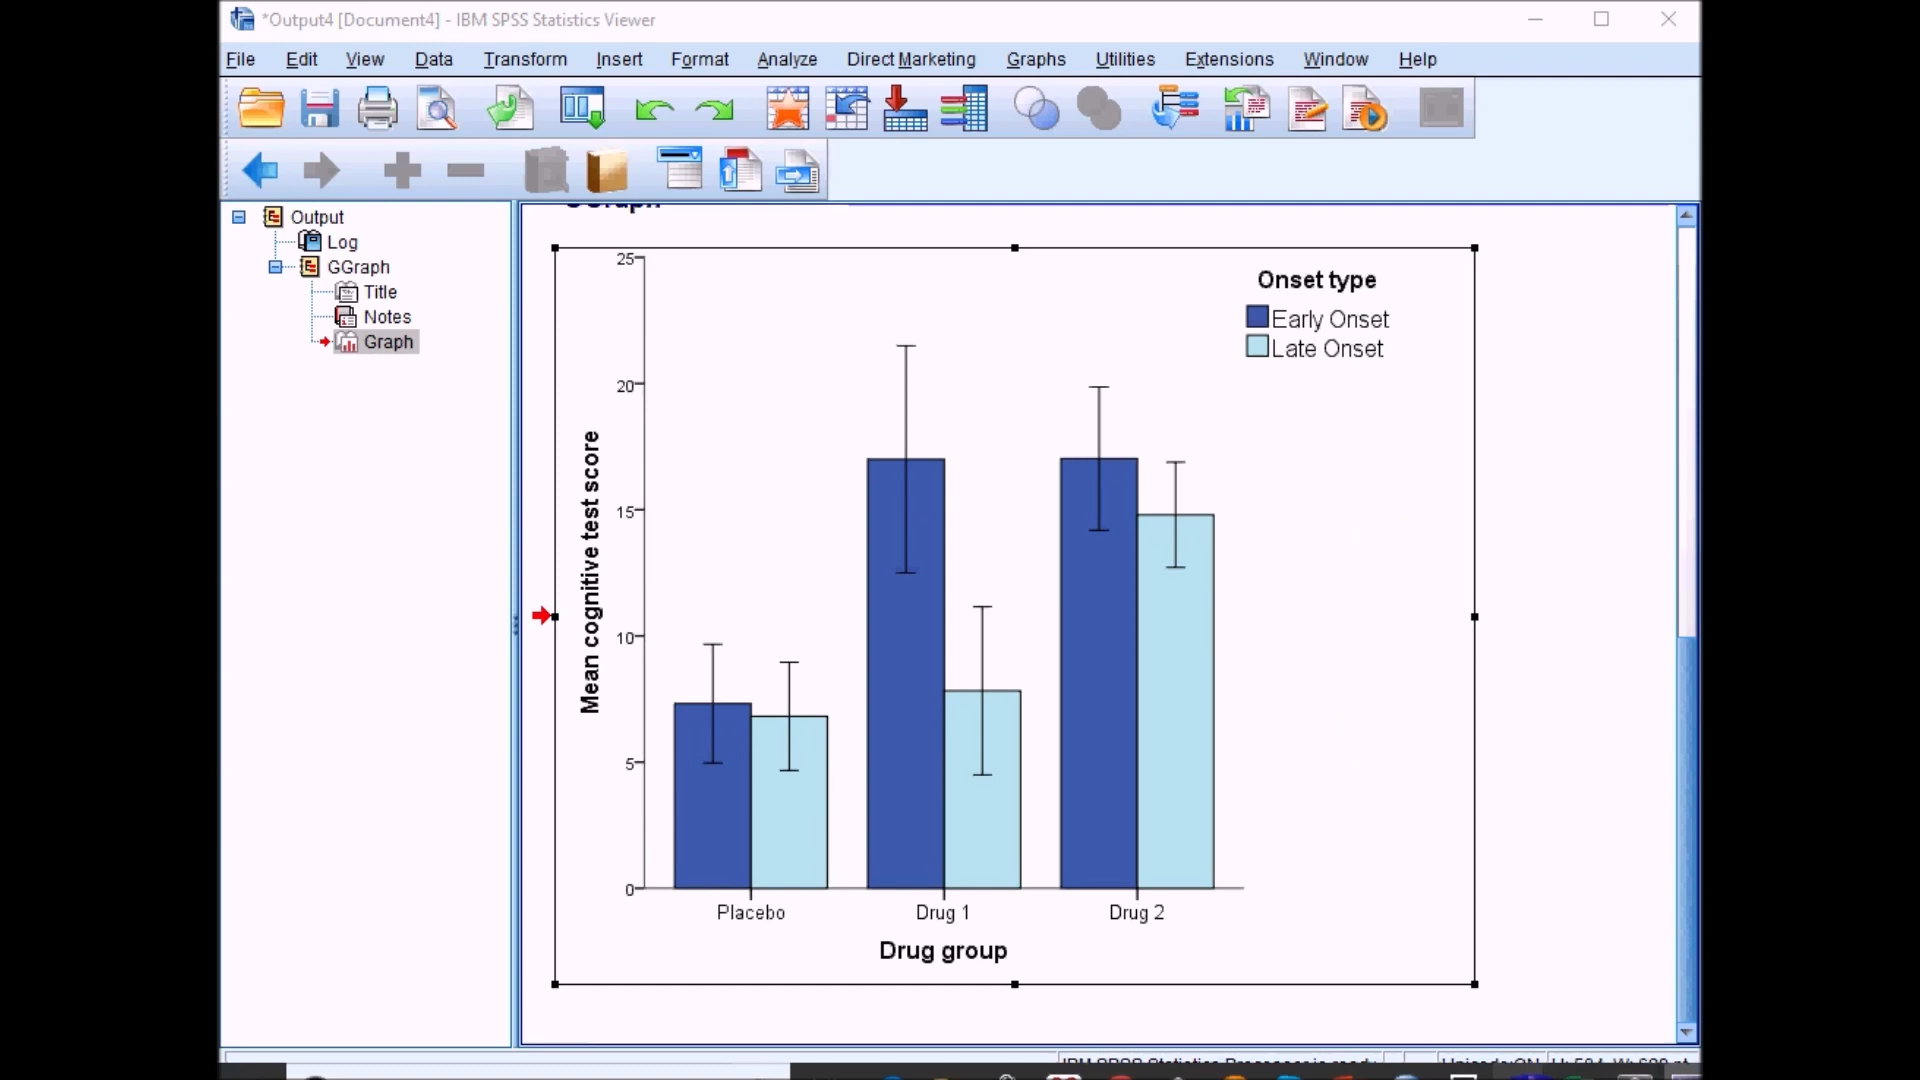 *Output4 [Document4] - IBM SPSS Statistics Viewer
File Edit View Data Transform Insert Format Analyze Direct Marketing Graphs Utilities Extensions Window Help
Output
Log
GGraph
Title
Notes
Graph
GGraph
Onset type
Early Onset
Late Onset
25
20
15
10
5
0
Mean cognitive test score
Placebo Drug 1 Drug 2
Drug group